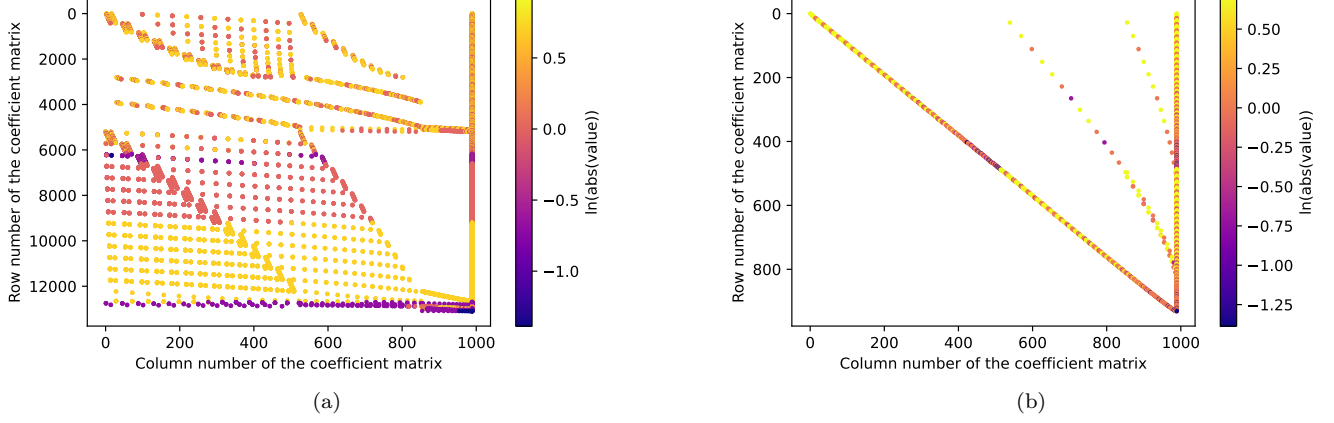 0
2000
4000
6000
8000
10000
12000
Row number of the coefficient matrix
0 200 400 600 800 1000
Column number of the coefficient matrix
0.5
0.0
−0.5
−1.0
ln(abs(value))
(a)
0
200
400
600
800
Row number of the coefficient matrix
0 200 400 600 800 1000
Column number of the coefficient matrix
0.50
0.25
0.00
−0.25
−0.50
−0.75
−1.00
−1.25
ln(abs(value))
(b)